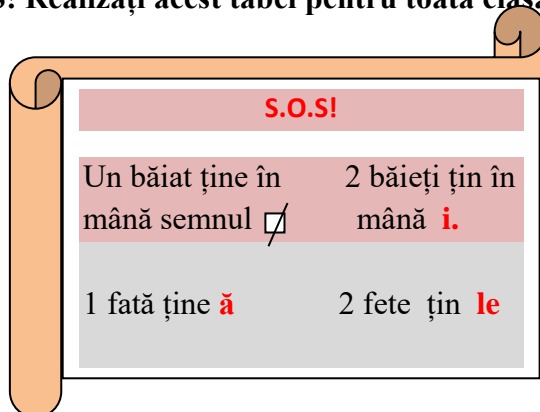 s! Realizați acest tabel pentru toată clasa
S.O.S!
Un băiat ține în 2 băieți țin în
mână semnul mână i.
1 fată ține ă 2 fete țin le